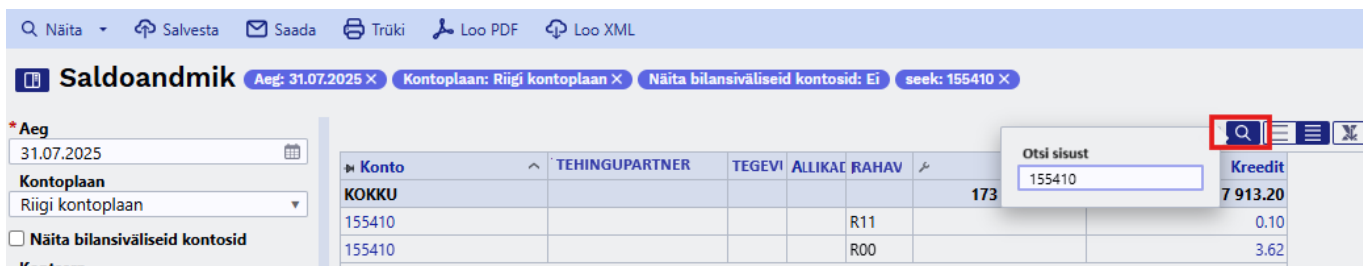 Näita Salvesta Saada Trüki Loo PDF Loo XML
Saldoandmik Aeg: 31.07.2025 × Kontoplaan: Riigi kontoplaan × Näita bilansiväliseid kontosid: Ei seek: 155410 ×
* Aeg
31.07.2025
Kontoplaan
Riigi kontoplaan
Näita bilansiväliseid kontosid
Otsi sisust
155410
Konto TEHINGUPARTNER TEGEVI ALLIKAE RAHAV Kreedit
KOKKU 173 7 913.20
155410 R11 0.10
155410 R00 3.62